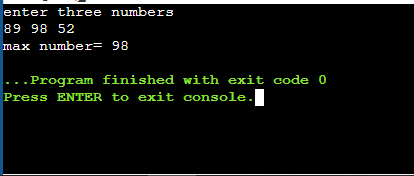 enter three numbers
89 98 52
max number= 98
...Program finished with exit code 0
Press ENTER to exit console.